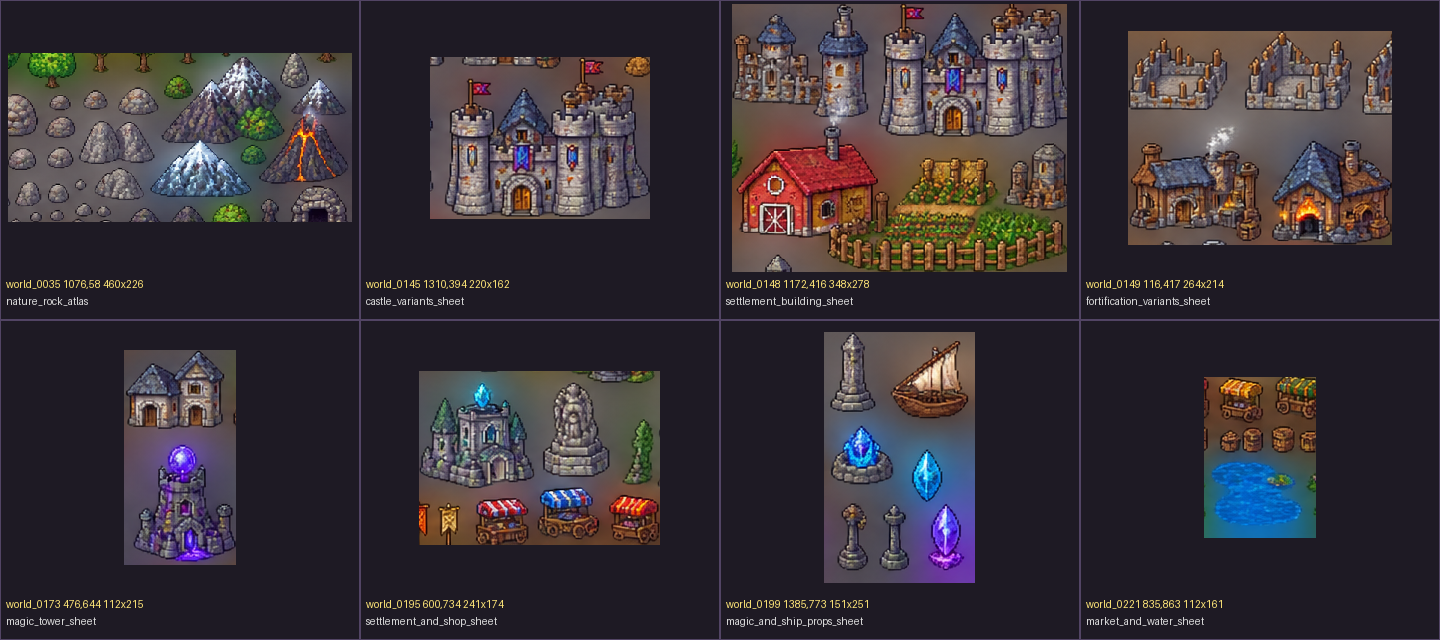 world_0035 1076,58 460x226
nature_rock_atlas
world_0145 1310,394 220x162
castle_variants_sheet
world_0148 1172,416 348x278
settlement_building_sheet
world_0149 116,417 264x214
fortification_variants_sheet
world_0173 476,644 112x215
magic_tower_sheet
world_0195 600,734 241x174
settlement_and_shop_sheet
world_0199 1385,773 151x251
magic_and_ship_props_sheet
world_0221 835,863 112x161
market_and_water_sheet